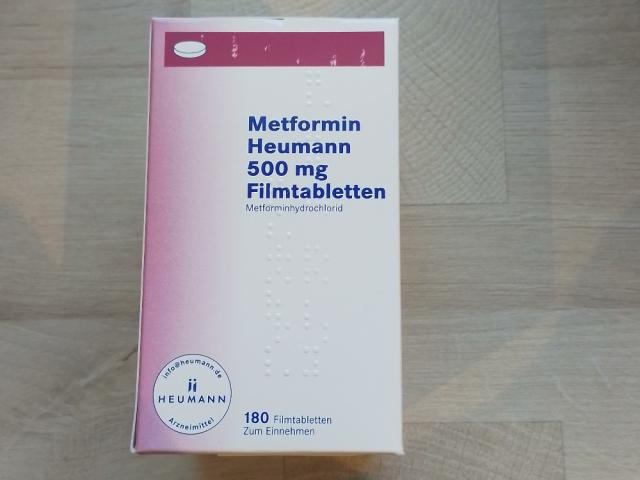 Metformin
Heumann
500 mg
Filmtabletten
Metforminhydrochlorid
info@heumann.de
HEUMANN
Arzneimittel
180 Filmtabletten
Zum Einnehmen